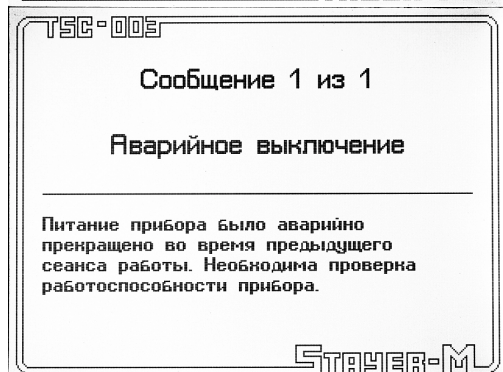 TSC-003
Сообщение 1 из 1
Аварийное выключение
Питание прибора было аварийно
прекращено во время предыдущего
сеанса работы. Необходима проверка
работоспособности прибора.
STAYER-M